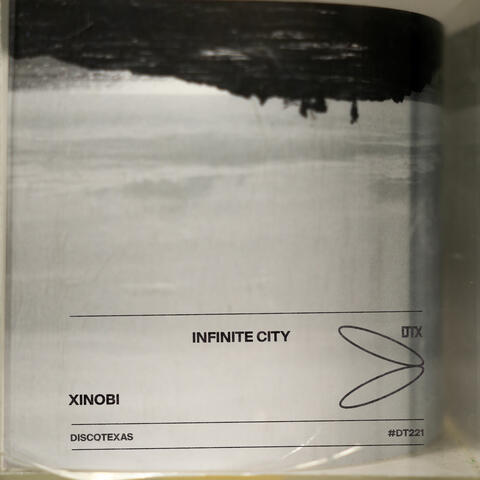 DTX
INFINITE CITY
XINOBI
DISCOTEXAS #DT221